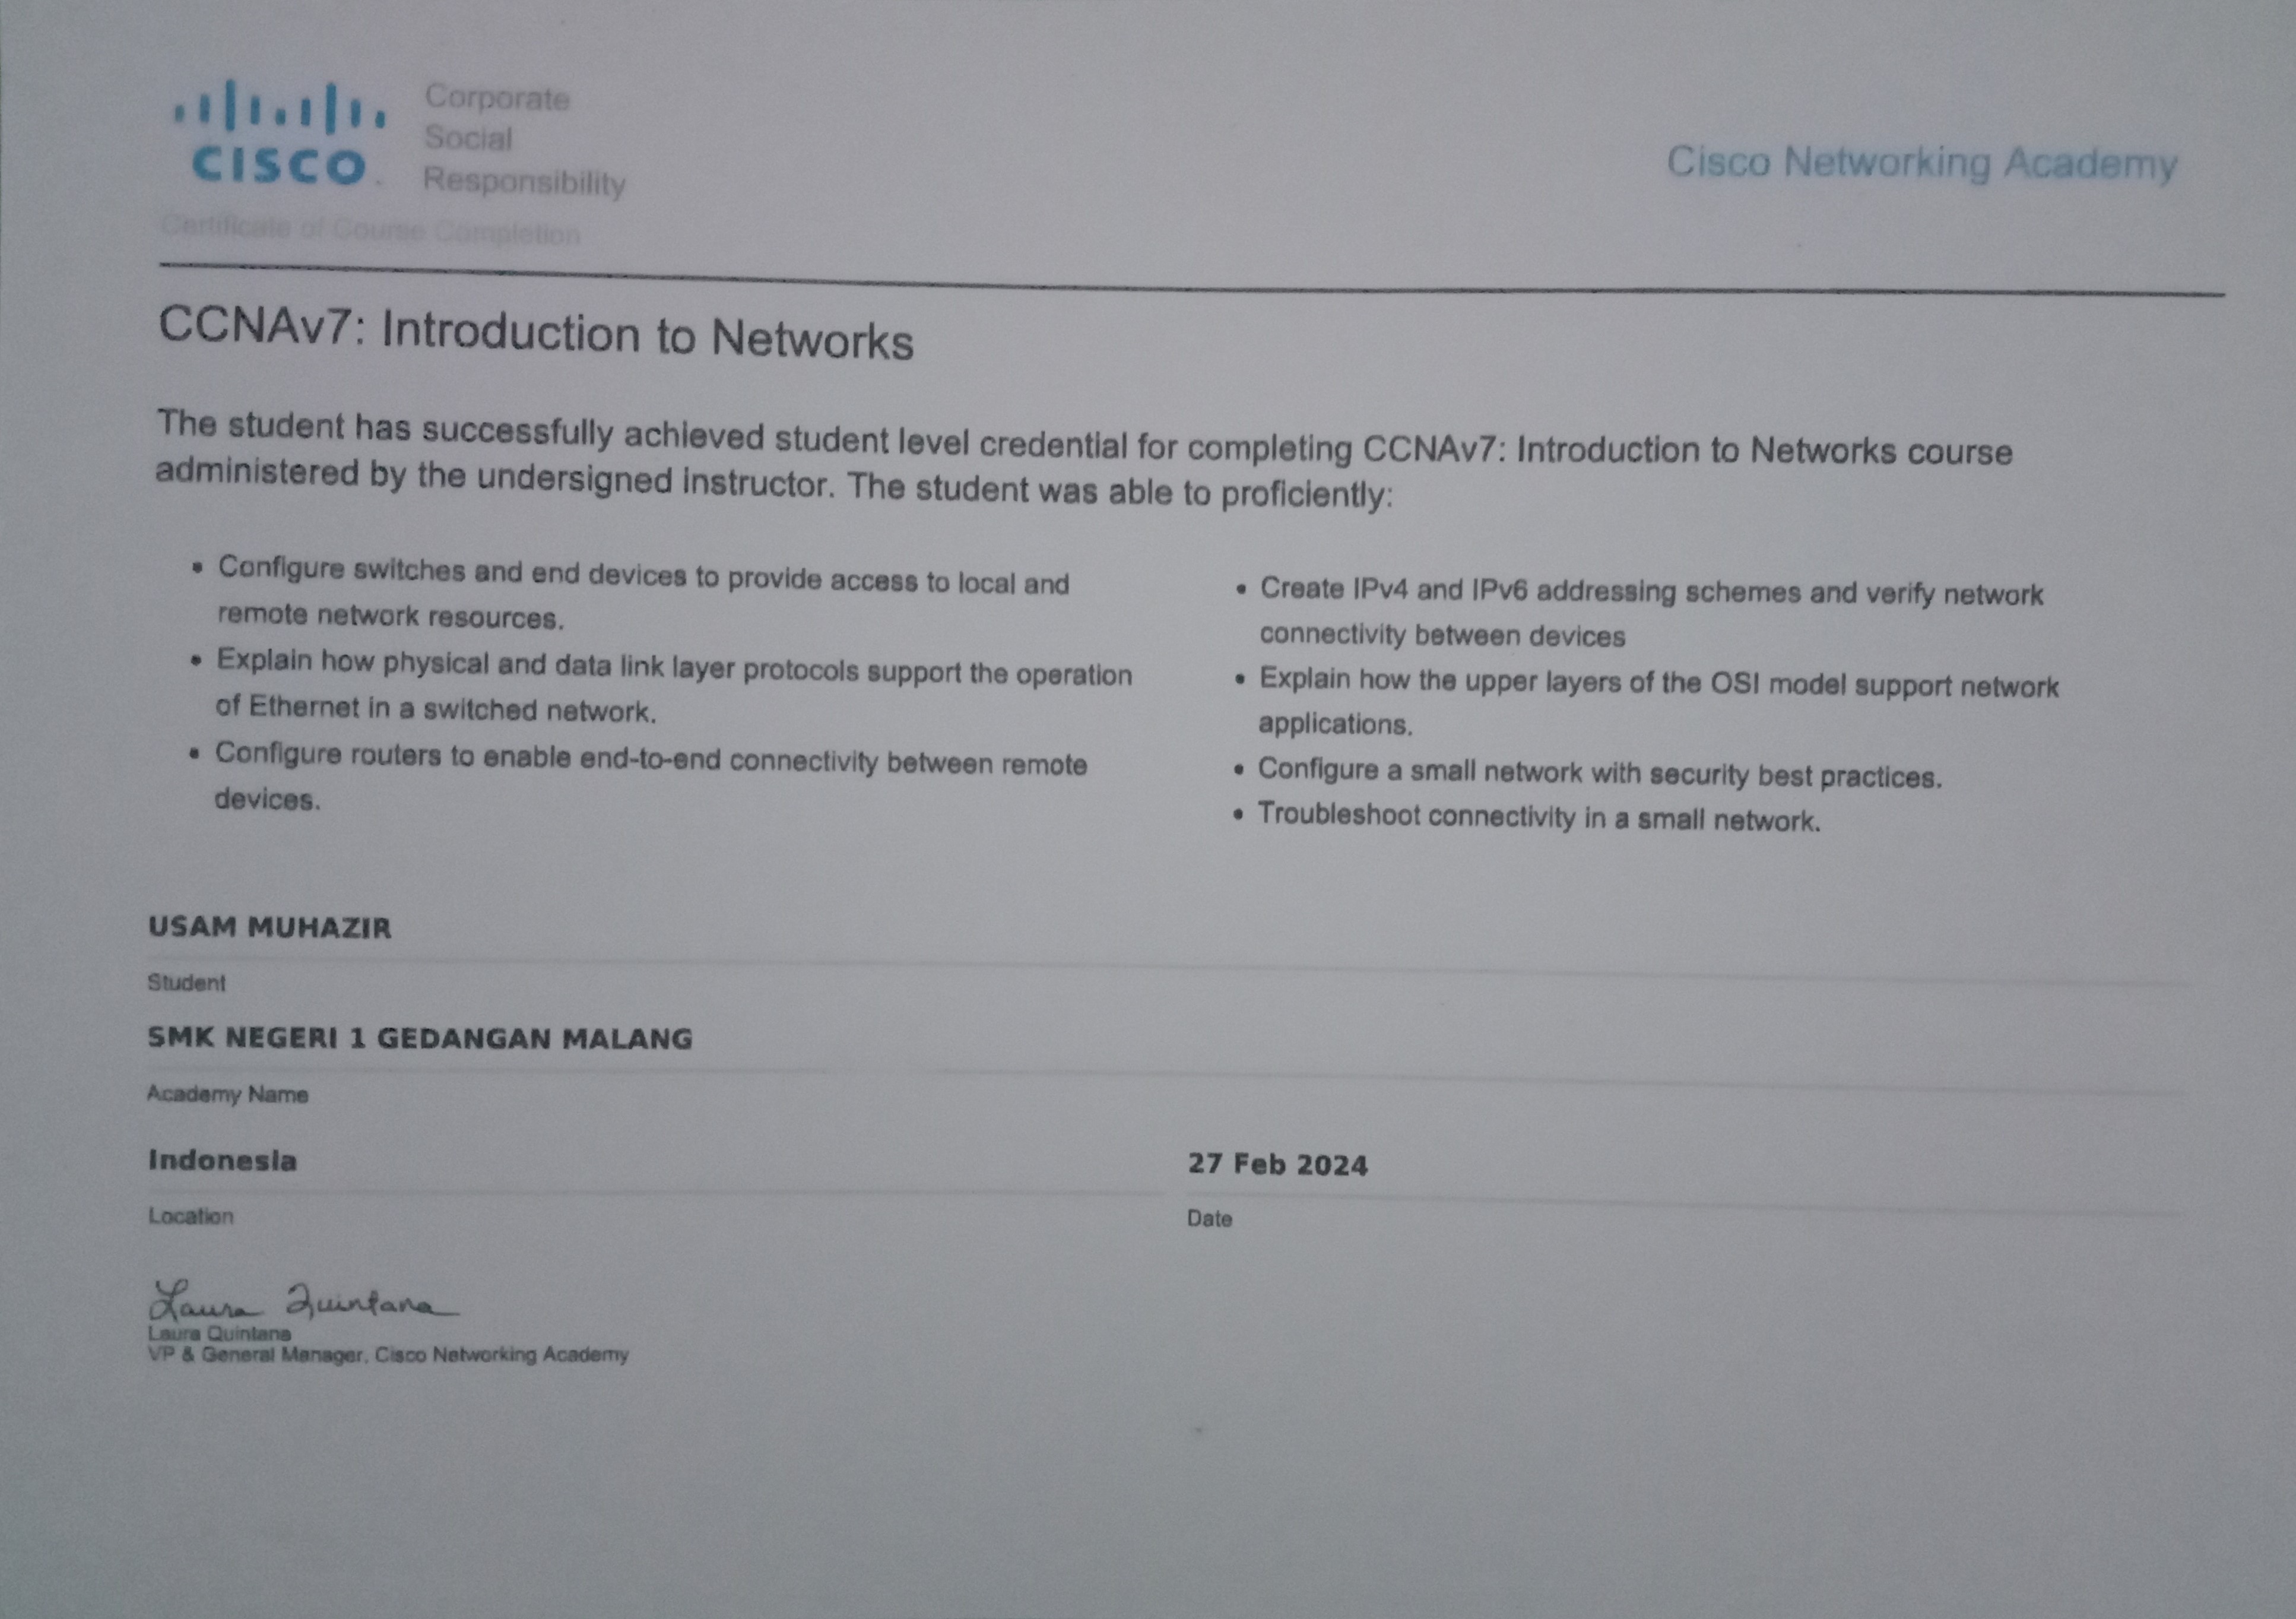 CISCO
Corporate
Social
Responsibility
Cisco Networking Academy
Certificate of Course Completion
CCNAv7: Introduction to Networks
The student has successfully achieved student level credential for completing CCNAv7: Introduction to Networks course
administered by the undersigned instructor. The student was able to proficiently:
• Configure switches and end devices to provide access to local and
remote network resources.
• Explain how physical and data link layer protocols support the operation
of Ethernet in a switched network.
• Configure routers to enable end-to-end connectivity between remote
devices.
• Create IPv4 and IPv6 addressing schemes and verify network
connectivity between devices
• Explain how the upper layers of the OSI model support network
applications.
• Configure a small network with security best practices.
• Troubleshoot connectivity in a small network.
USAM MUHAZIR
Student
SMK NEGERI 1 GEDANGAN MALANG
Academy Name
Indonesia
Location
27 Feb 2024
Date
Laura Quintana
Laura Quintana
VP & General Manager, Cisco Networking Academy